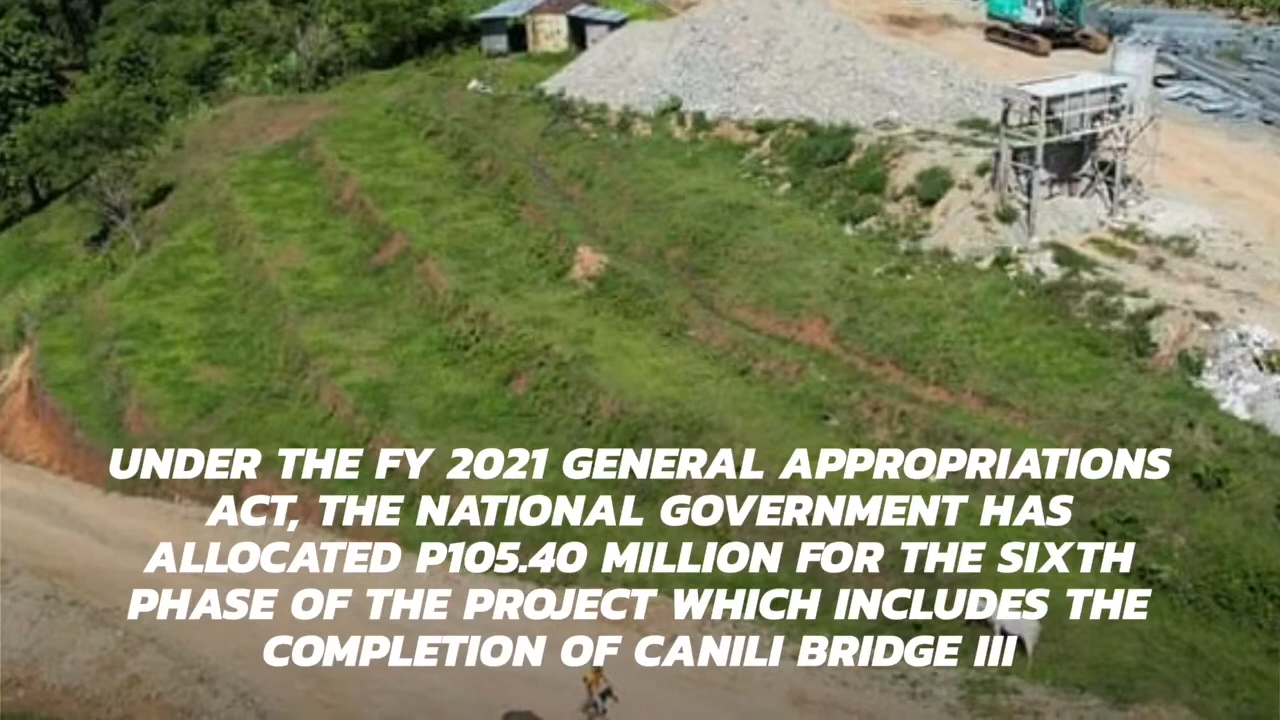 UNDER THE FY 2021 GENERAL APPROPRIATIONS
ACT, THE NATIONAL GOVERNMENT HAS
ALLOCATED P105.40 MILLION FOR THE SIXTH
PHASE OF THE PROJECT WHICH INCLUDES THE
COMPLETION OF CANILI BRIDGE III